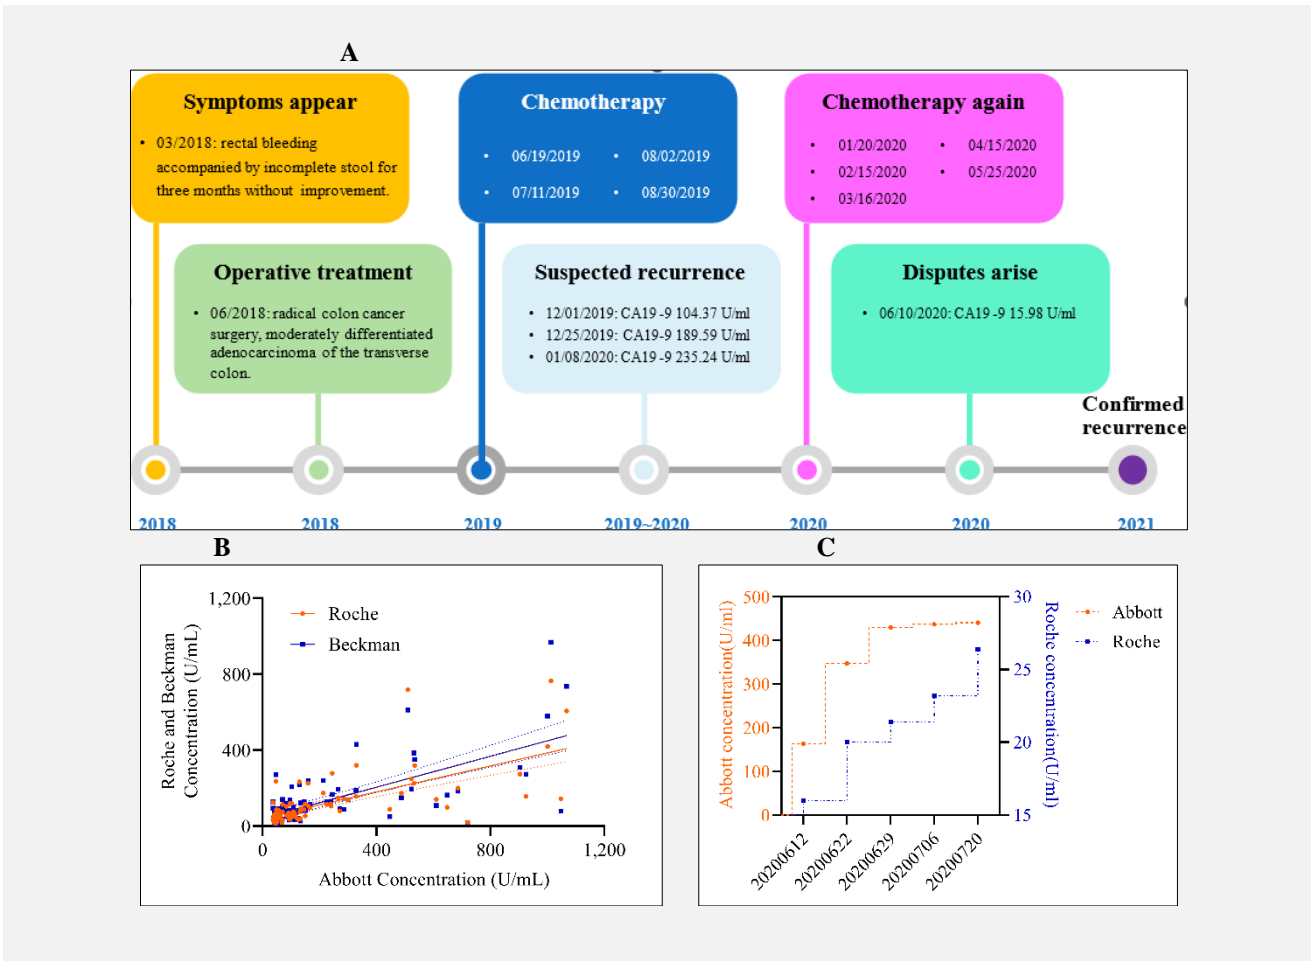 A
Symptoms appear
• 03/2018: rectal bleeding
accompanied by incomplete stool for
three months without improvement.
Chemotherapy
• 06/19/2019 • 08/02/2019
• 07/11/2019 • 08/30/2019
Chemotherapy again
• 01/20/2020 • 04/15/2020
• 02/15/2020 • 05/25/2020
• 03/16/2020
Operative treatment
• 06/2018: radical colon cancer
surgery, moderately differentiated
adenocarcinoma of the transverse
colon.
Suspected recurrence
• 12/01/2019: CA19-9 104.37 U/ml
• 12/25/2019: CA19-9 189.59 U/ml
• 01/08/2020: CA19-9 235.24 U/ml
Disputes arise
• 06/10/2020: CA19-9 15.98 U/ml
Confirmed
recurrence
2018 2018 2019 2019~2020 2020 2020 2021
B
Roche and Beckman
Concentration (U/mL)
1,200
800
400
0
Roche
Beckman
0 400 800 1,200
Abbott Concentration (U/mL)
C
Abbott concentration(U/ml)
500
400
300
200
100
0
30
25
20
15
Roche concentration(U/ml)
Abbott
Roche
20200612
20200622
20200629
20200706
20200720